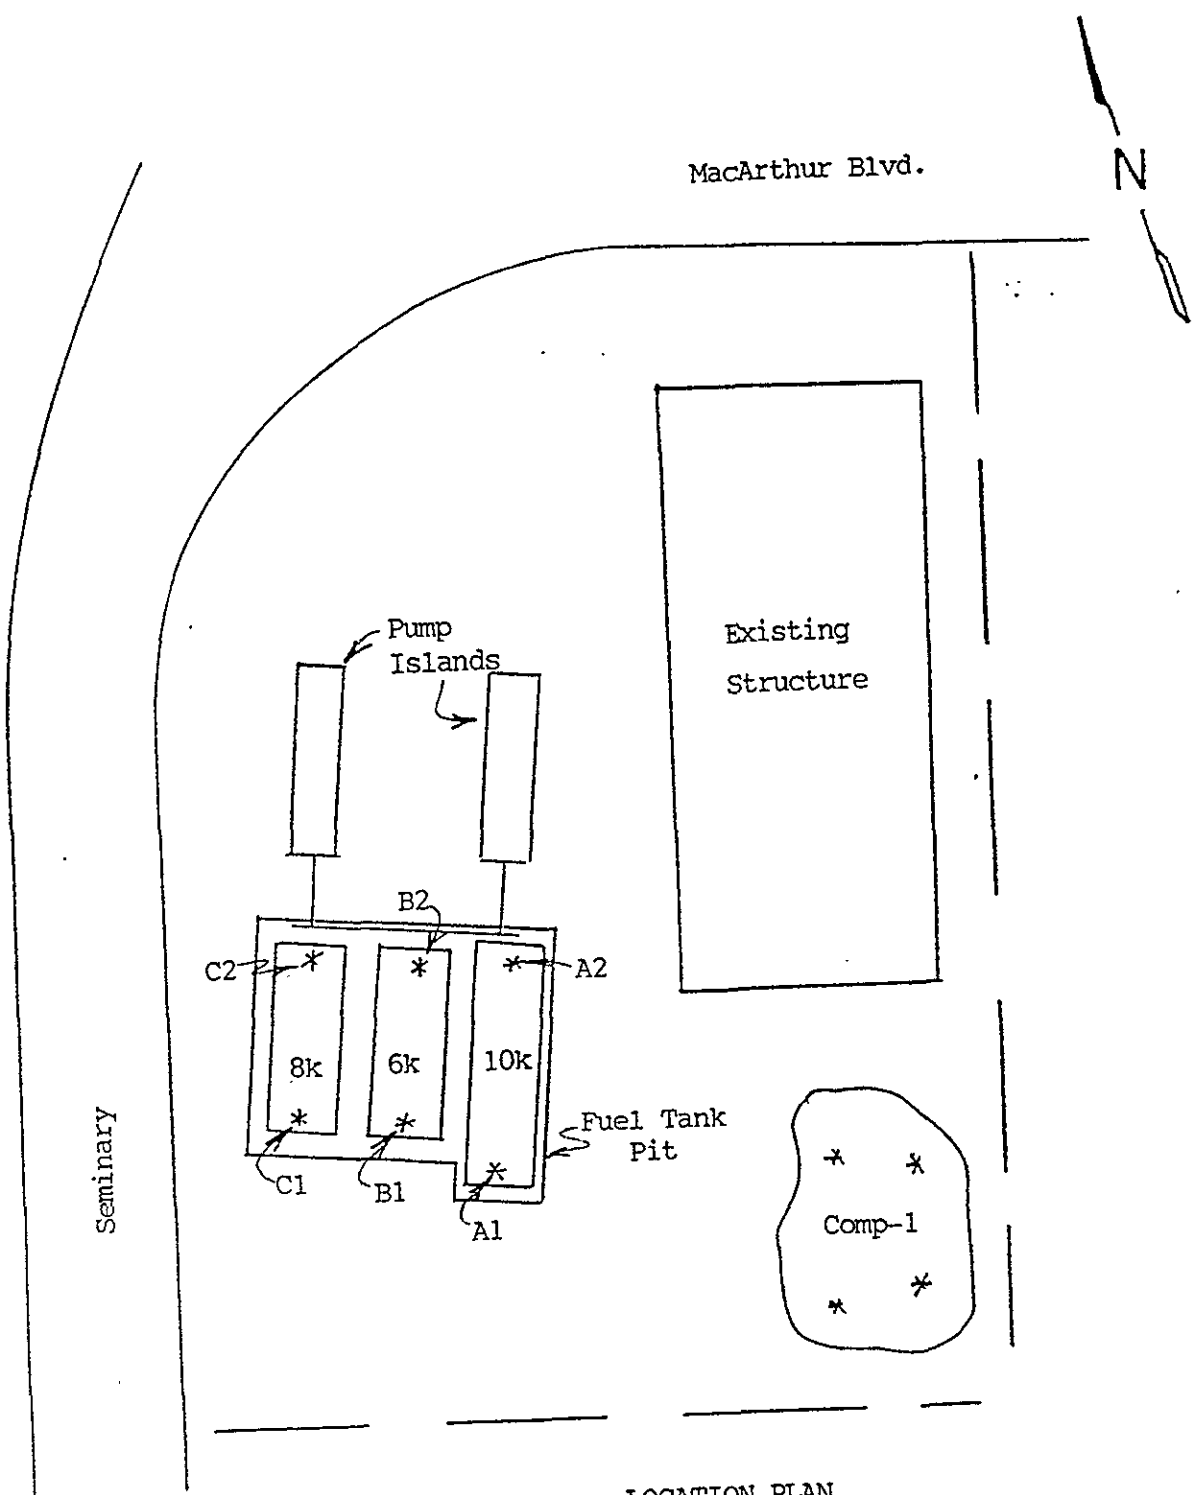 MacArthur Blvd.
N
Pump
Islands
Existing
Structure
B2
C2
A2
8k
6k
10k
Fuel Tank
Pit
Seminary
C1
B1
A1
Comp-1
LOCATION PLAN